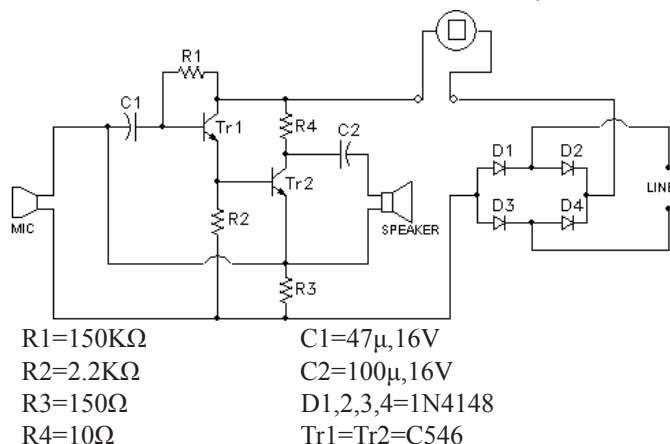 R1
C1
Tr1
R4
C2
Tr2
D1
D2
D3
D4
LINE
MIC
R2
SPEAKER
R3
R1=150KΩ
C1=47μ,16V
R2=2.2KΩ
C2=100μ,16V
R3=150Ω
D1,2,3,4=1N4148
R4=10Ω
Tr1=Tr2=C546